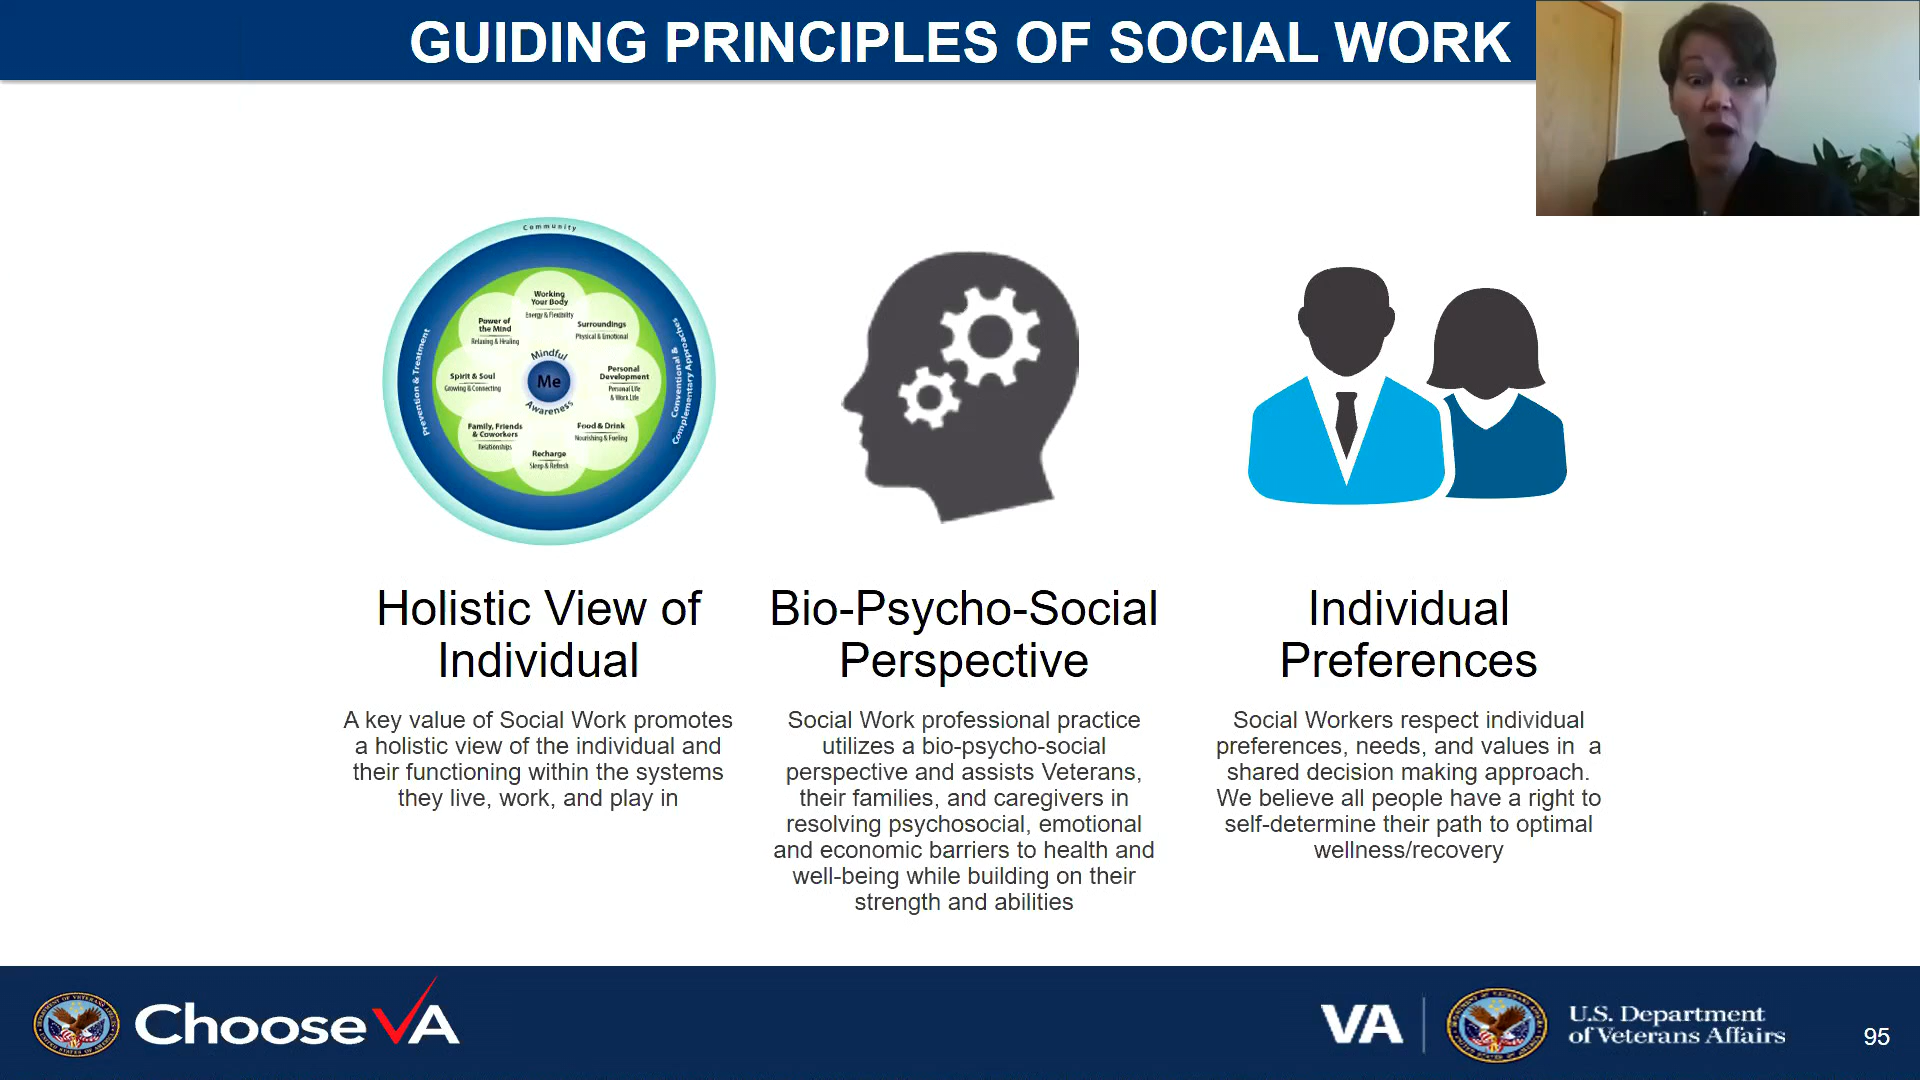 GUIDING PRINCIPLES OF SOCIAL WORK
Community
Prevention & Treatment
Conventional &
Complementary Approaches
Working
Your Body
Energy & Flexibility
Surroundings
Physical & Emotional
Personal
Development
Personal Life
& Work Life
Food & Drink
Nourishing & Fueling
Recharge
Sleep & Refresh
Family, Friends
& Coworkers
Relationships
Spirit & Soul
Growing & Connecting
Power of
the Mind
Relaxing & Healing
Mindful
Me
Awareness
Holistic View of
Individual
A key value of Social Work promotes
a holistic view of the individual and
their functioning within the systems
they live, work, and play in
Bio-Psycho-Social
Perspective
Social Work professional practice
utilizes a bio-psycho-social
perspective and assists Veterans,
their families, and caregivers in
resolving psychosocial, emotional
and economic barriers to health and
well-being while building on their
strength and abilities
Individual
Preferences
Social Workers respect individual
preferences, needs, and values in a
shared decision making approach.
We believe all people have a right to
self-determine their path to optimal
wellness/recovery
Choose VA
VA
U.S. Department
of Veterans Affairs
95